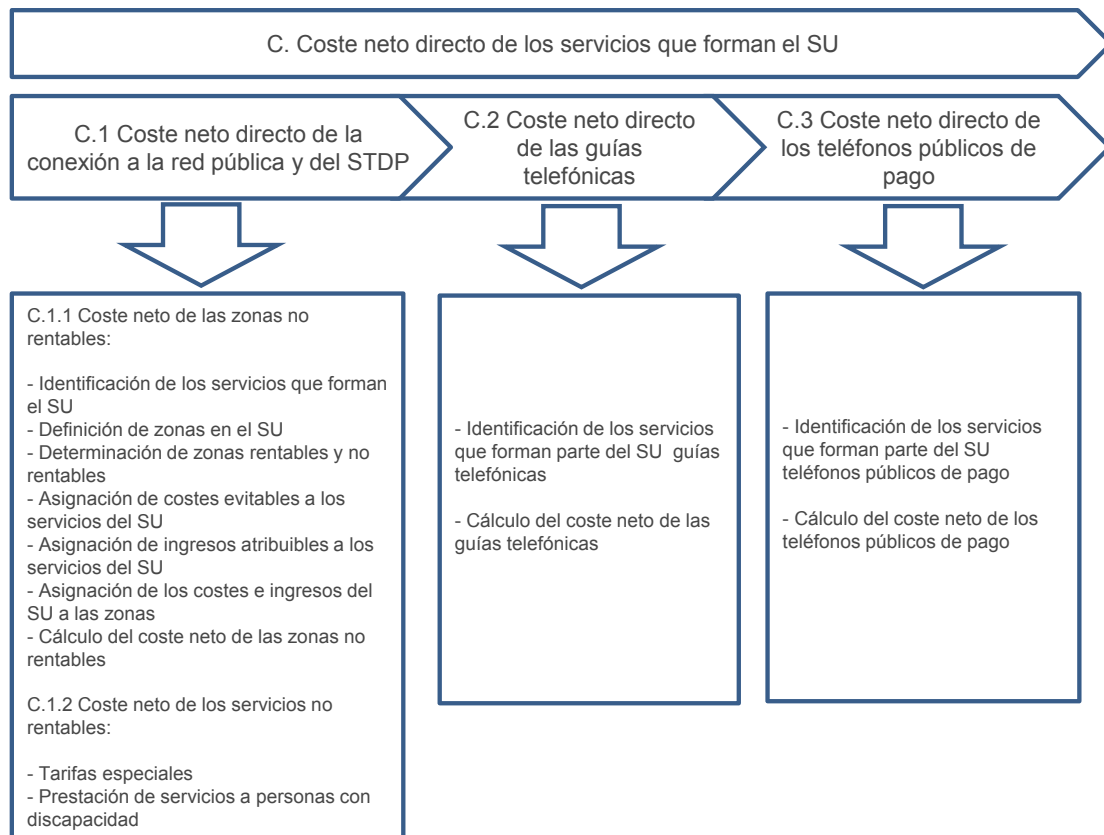 C. Coste neto directo de los servicios que forman el SU
C.1 Coste neto directo de la
conexión a la red pública y del STDP
C.2 Coste neto directo
de las guías
telefónicas
C.3 Coste neto directo de
los teléfonos públicos de
pago
C.1.1 Coste neto de las zonas no
rentables:
- Identificación de los servicios que forman
el SU
- Definición de zonas en el SU
- Determinación de zonas rentables y no
rentables
- Asignación de costes evitables a los
servicios del SU
- Asignación de ingresos atribuibles a los
servicios del SU
- Asignación de los costes e ingresos del
SU a las zonas
- Cálculo del coste neto de las zonas no
rentables
C.1.2 Coste neto de los servicios no
rentables:
- Tarifas especiales
- Prestación de servicios a personas con
discapacidad
- Identificación de los servicios
que forman parte del SU guías
telefónicas
- Cálculo del coste neto de las
guías telefónicas
- Identificación de los servicios
que forman parte del SU
teléfonos públicos de pago
- Cálculo del coste neto de los
teléfonos públicos de pago